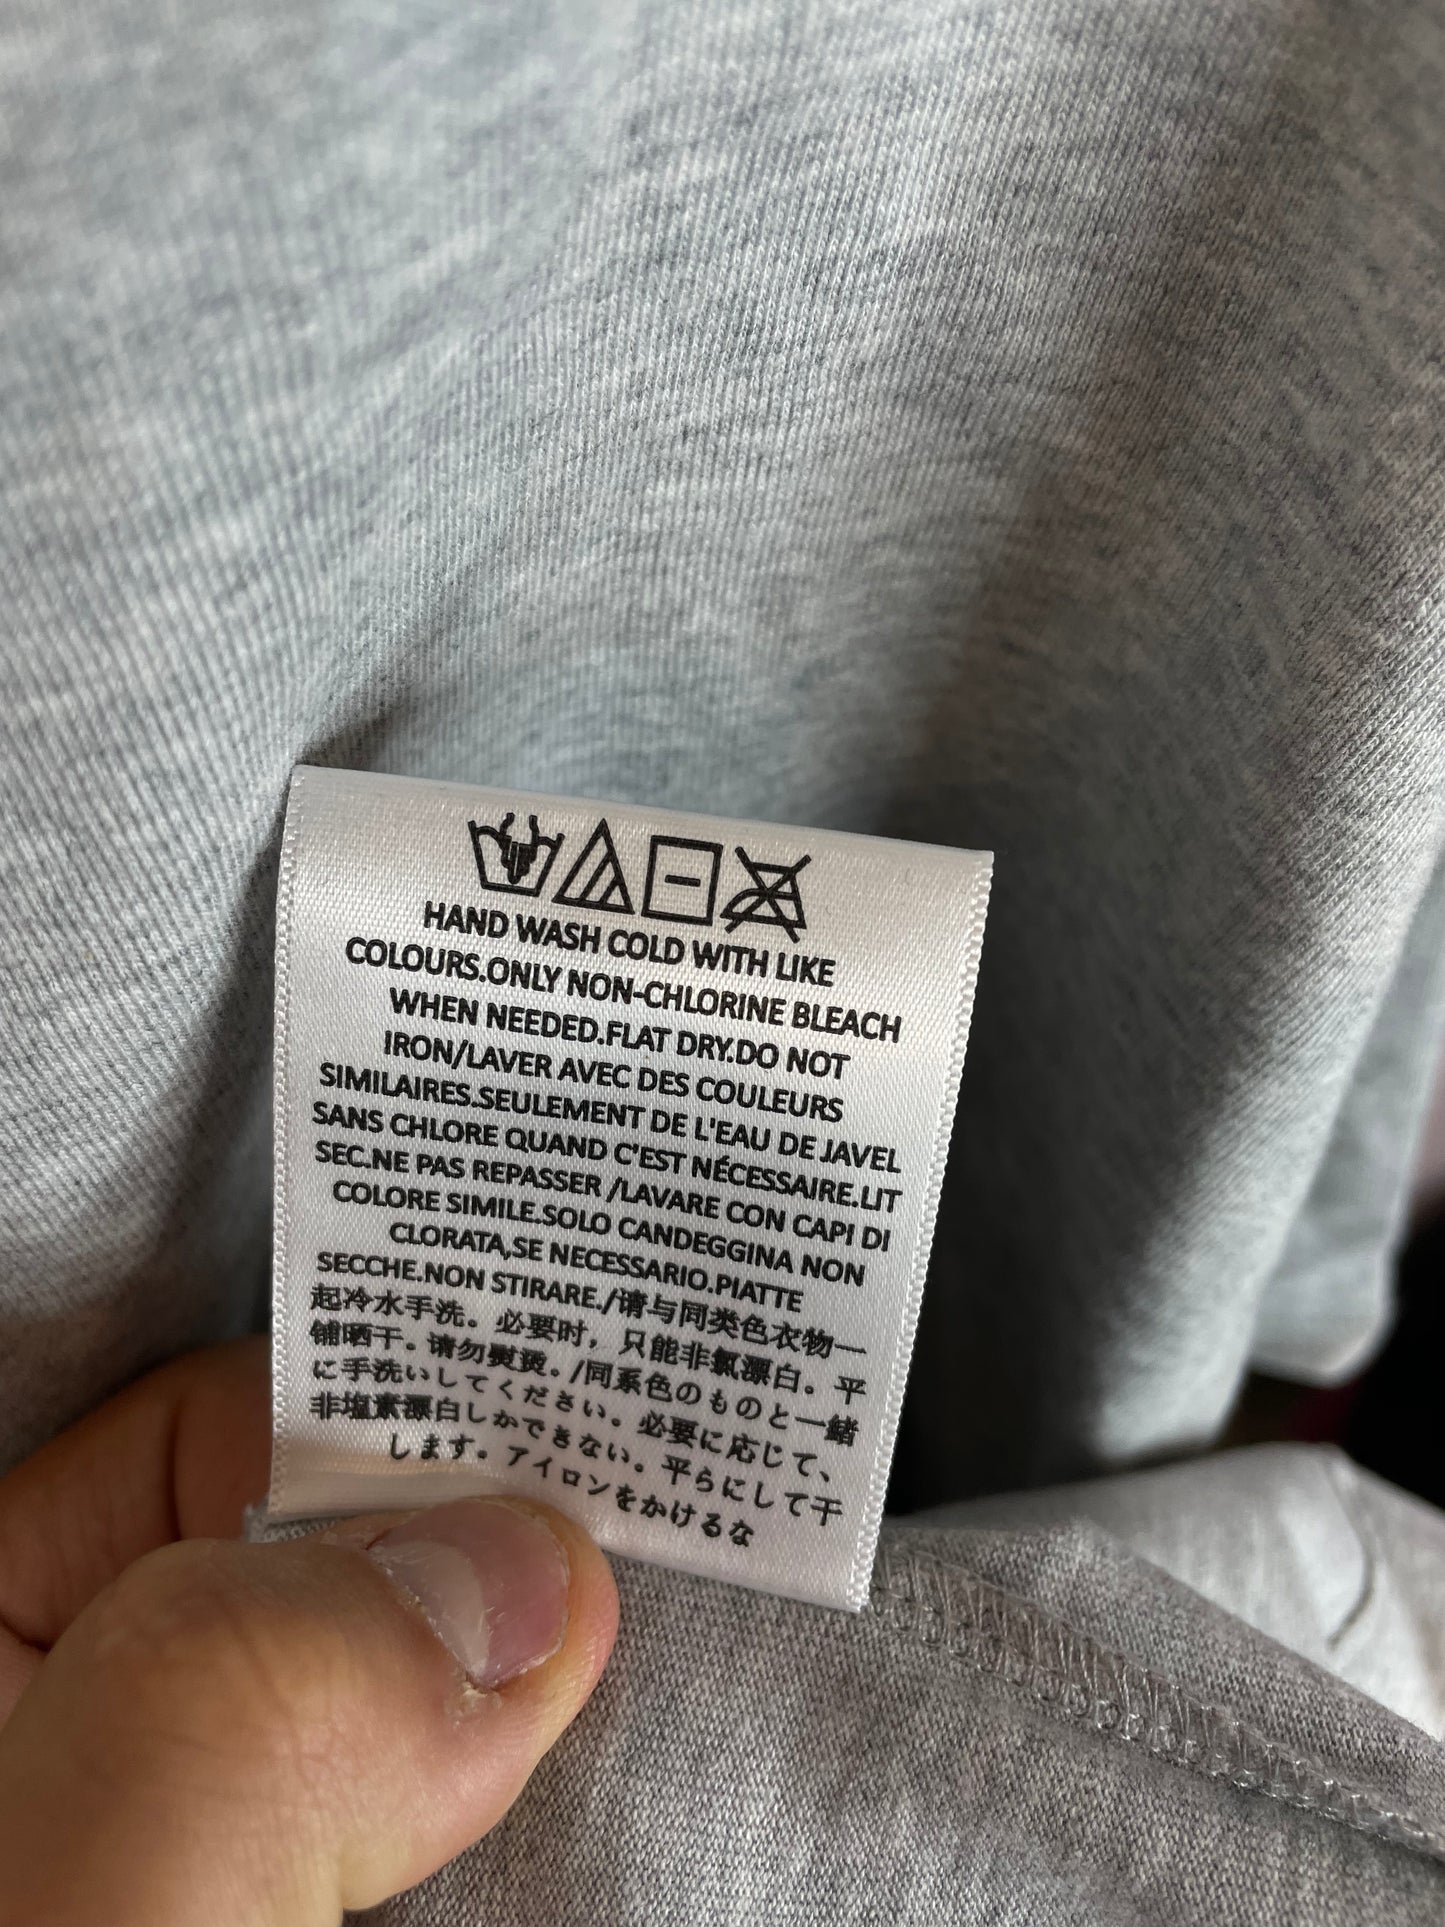 HAND WASH COLD WITH LIKE
COLOURS.ONLY NON-CHLORINE BLEACH
WHEN NEEDED.FLAT DRY.DO NOT
IRON/LAVER AVEC DES COULEURS
SIMILAIRES.SEULEMENT DE L'EAU DE JAVEL
SANS CHLORE QUAND C'EST NÉCESSAIRE.LIT
SEC.NE PAS REPASSER /LAVARE CON CAPI DI
COLORE SIMILE.SOLO CANDEGGINA NON
CLORATA,SE NECESSARIO.PIATTE
SECCHE.NON STIRARE./请与同类色衣物一
起冷水手洗。必要时，只能非氯漂白。平
铺晒干。请勿熨烫。/同系色のものと一緒
に手洗いしてください。必要に応じて、
非塩素漂白しかできない。平らにして干
します。アイロンをかけるな